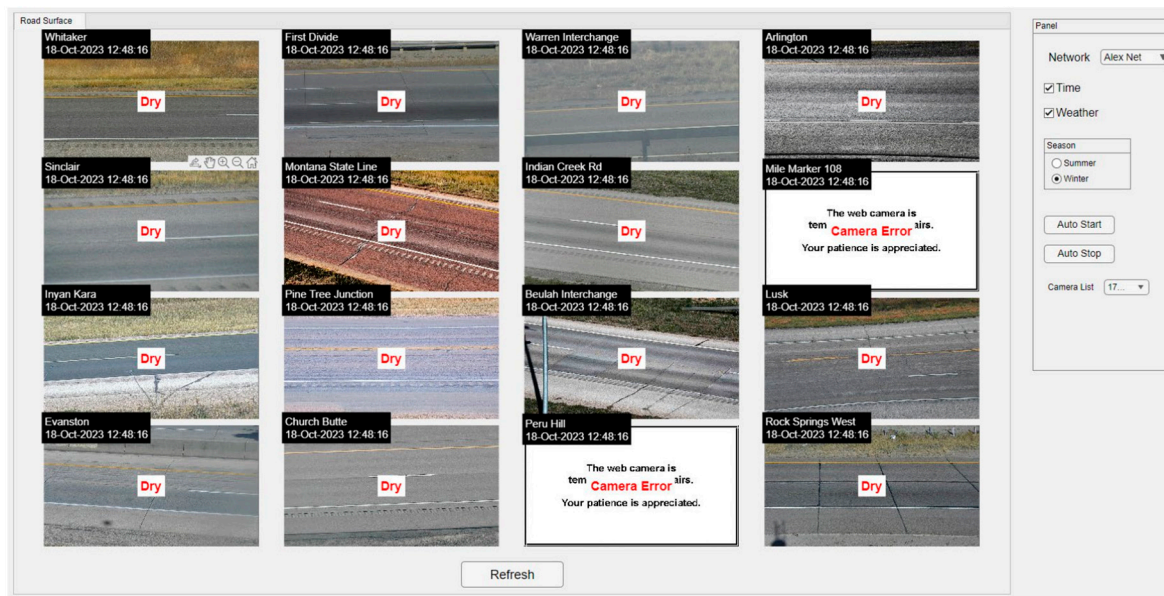 Road Surface
Whitaker
18-Oct-2023 12:48:16
Dry
First Divide
18-Oct-2023 12:48:16
Dry
Warren Interchange
18-Oct-2023 12:48:16
Dry
Arlington
18-Oct-2023 12:48:16
Dry
Sinclair
18-Oct-2023 12:48:16
Dry
Montana State Line
18-Oct-2023 12:48:16
Dry
Indian Creek Rd
18-Oct-2023 12:48:16
Dry
Mile Marker 108
18-Oct-2023 12:48:16
The web camera is
tem Camera Error airs.
Your patience is appreciated.
Inyan Kara
18-Oct-2023 12:48:16
Dry
Pine Tree Junction
18-Oct-2023 12:48:16
Dry
Beulah Interchange
18-Oct-2023 12:48:16
Dry
Lusk
18-Oct-2023 12:48:16
Dry
Evanston
18-Oct-2023 12:48:16
Dry
Church Butte
18-Oct-2023 12:48:16
Dry
Peru Hill
18-Oct-2023 12:48:16
The web camera is
tem Camera Error airs.
Your patience is appreciated.
Rock Springs West
18-Oct-2023 12:48:16
Dry
Refresh
Panel
Network Alex Net
Time
Weather
Season
Summer
Winter
Auto Start
Auto Stop
Camera List 17...